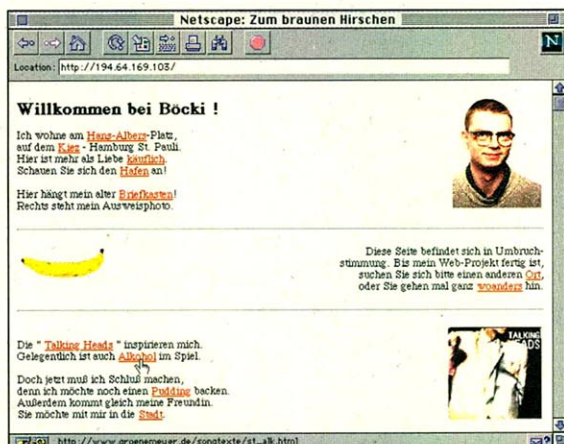 Netscape: Zum braunen Hirschen
N
Location: http://194.64.169.103/
Willkommen bei Böcki !
Ich wohne am Hans-Albers-Platz,
auf dem Kiez - Hamburg St. Pauli.
Hier ist mehr als Liebe käuflich.
Schauen Sie sich den Hafen an!
Hier hängt mein alter Briefkasten!
Rechts steht mein Ausweisphoto.
Diese Seite befindet sich in Umbruch-
stimmung. Bis mein Web-Projekt fertig ist,
suchen Sie sich bitte einen anderen Ort,
oder Sie gehen mal ganz woanders hin.
Die " Talking Heads " inspirieren mich.
Gelegentlich ist auch Alkohol im Spiel.
TALKING
HEADS
Doch jetzt muß ich Schluß machen,
denn ich möchte noch einen Pudding backen.
Außerdem kommt gleich meine Freundin.
Sie möchte mit mir in die Stadt.
http://www.groenemeyer.de/songtexte/st_alk.html